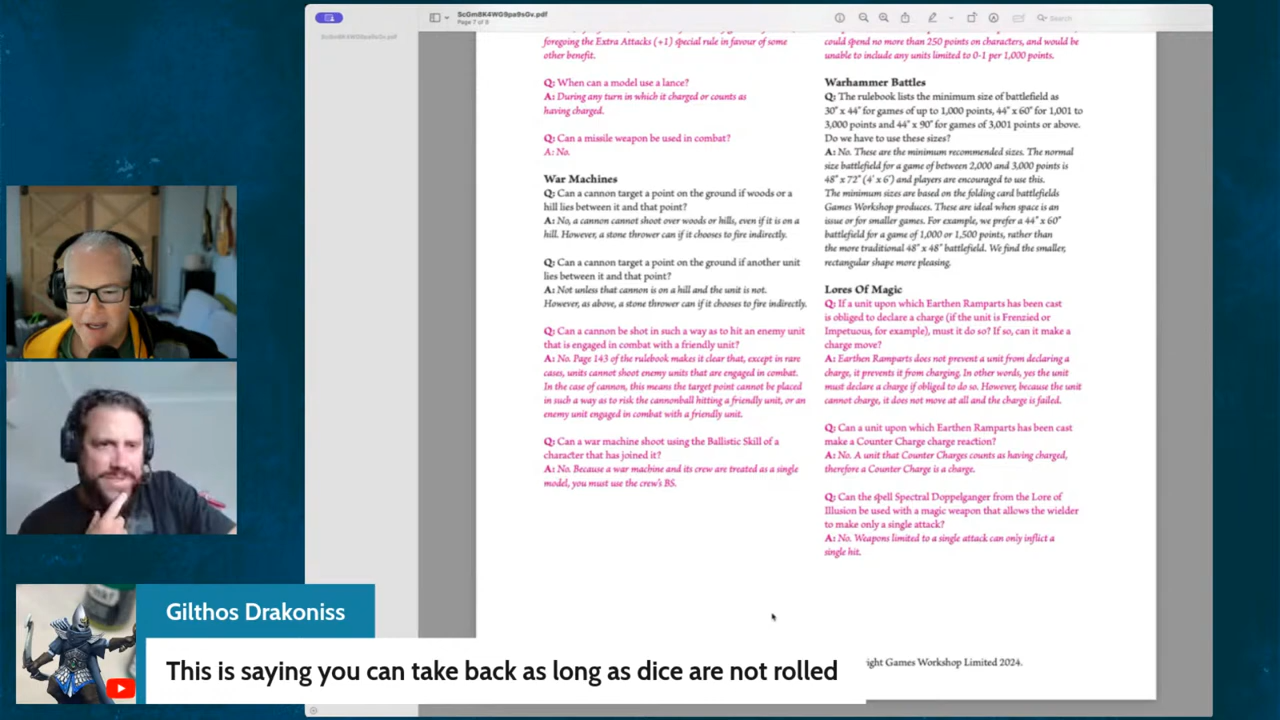 ScGm8K4WG9pa9sGv.pdf
Page 7 of 8
Search
ScGm8K4WG9pa9sGv.pdf
foregoing the Extra Attacks (+1) special rule in favour of some
other benefit.
Q: When can a model use a lance?
A: During any turn in which it charged or counts as
having charged.
Q: Can a missile weapon be used in combat?
A: No.
War Machines
Q: Can a cannon target a point on the ground if woods or a
hill lies between it and that point?
A: No, a cannon cannot shoot over woods or hills, even if it is on a
hill. However, a stone thrower can if it chooses to fire indirectly.
Q: Can a cannon target a point on the ground if another unit
lies between it and that point?
A: Not unless that cannon is on a hill and the unit is not.
However, as above, a stone thrower can if it chooses to fire indirectly.
Q: Can a cannon be shot in such a way as to hit an enemy unit
that is engaged in combat with a friendly unit?
A: No. Page 143 of the rulebook makes it clear that, except in rare
cases, units cannot shoot enemy units that are engaged in combat.
In the case of cannon, this means the target point cannot be placed
in such a way as to risk the cannonball hitting a friendly unit, or an
enemy unit engaged in combat with a friendly unit.
Q: Can a war machine shoot using the Ballistic Skill of a
character that has joined it?
A: No. Because a war machine and its crew are treated as a single
model, you must use the crew's BS.
could spend no more than 250 points on characters, and would be
unable to include any units limited to 0-1 per 1,000 points.
Warhammer Battles
Q: The rulebook lists the minimum size of battlefield as
30" x 44" for games of up to 1,000 points, 44" x 60" for 1,001 to
3,000 points and 44" x 90" for games of 3,001 points or above.
Do we have to use these sizes?
A: No. These are the minimum recommended sizes. The normal
size battlefield for a game of between 2,000 and 3,000 points is
48" x 72" (4' x 6') and players are encouraged to use this.
The minimum sizes are based on the folding card battlefields
Games Workshop produces. These are ideal when space is an
issue or for smaller games. For example, we prefer a 44" x 60"
battlefield for a game of 1,000 or 1,500 points, rather than
the more traditional 48" x 48" battlefield. We find the smaller,
rectangular shape more pleasing.
Lores Of Magic
Q: If a unit upon which Earthen Ramparts has been cast
is obliged to declare a charge (if the unit is Frenzied or
Impetuous, for example), must it do so? If so, can it make a
charge move?
A: Earthen Ramparts does not prevent a unit from declaring a
charge, it prevents it from charging. In other words, yes the unit
must declare a charge if obliged to do so. However, because the unit
cannot charge, it does not move at all and the charge is failed.
Q: Can a unit upon which Earthen Ramparts has been cast
make a Counter Charge charge reaction?
A: No. A unit that Counter Charges counts as having charged,
therefore a Counter Charge is a charge.
Q: Can the spell Spectral Doppelganger from the Lore of
Illusion be used with a magic weapon that allows the wielder
to make only a single attack?
A: No. Weapons limited to a single attack can only inflict a
single hit.
ight Games Workshop Limited 2024.
Gilthos Drakoniss
This is saying you can take back as long as dice are not rolled